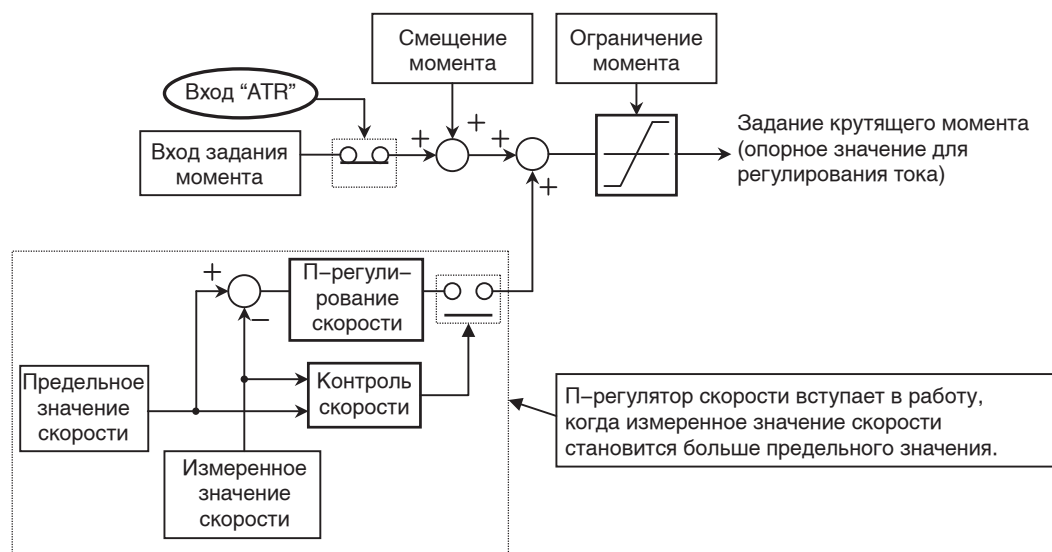 Смещение
момента
Ограничение
момента
Вход “ATR”
Вход задания
момента
+
+
+
+
Задание крутящего момента
(опорное значение для
регулирования тока)
+
−
П−регули−
рование
скорости
Предельное
значение
скорости
Контроль
скорости
Измеренное
значение
скорости
П−регулятор скорости вступает в работу,
когда измеренное значение скорости
становится больше предельного значения.